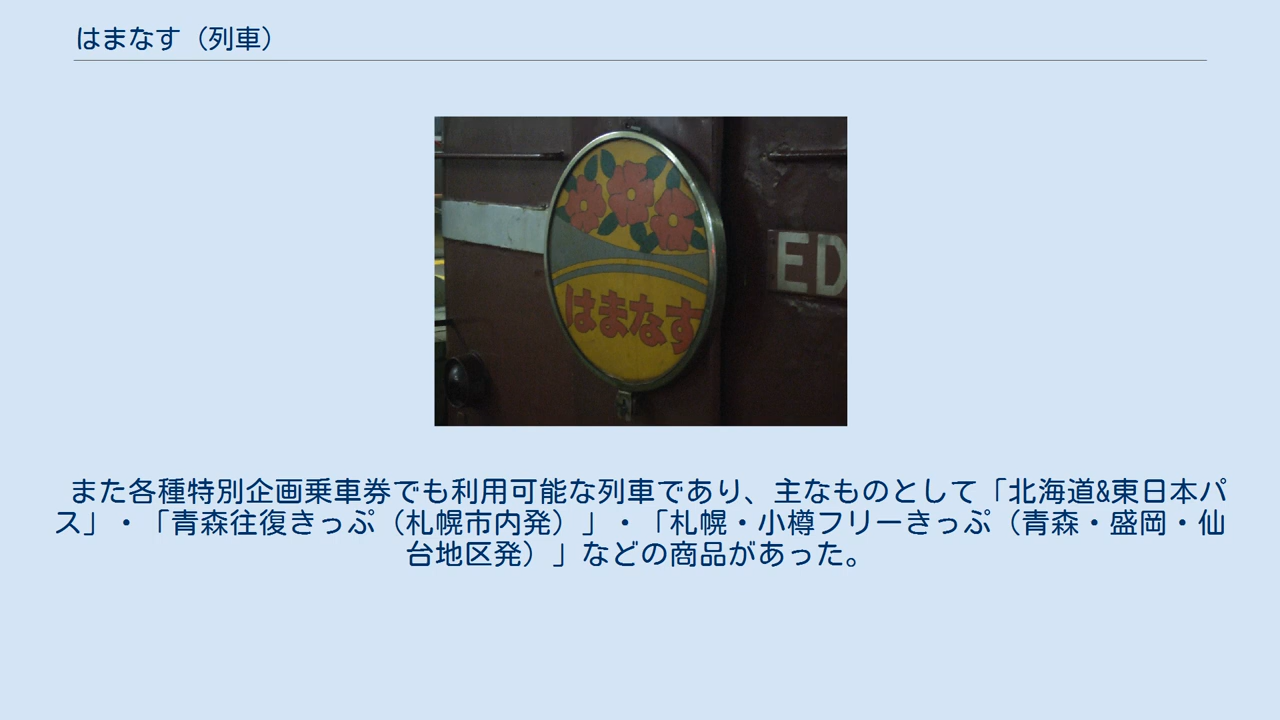 はまなす（列車）
はまなす
ED
また各種特別企画乗車券でも利用可能な列車であり、主なものとして「北海道&東日本パ
ス」・「青森往復きっぷ（札幌市内発）」・「札幌・小樽フリーきっぷ（青森・盛岡・仙
台地区発）」などの商品があった。